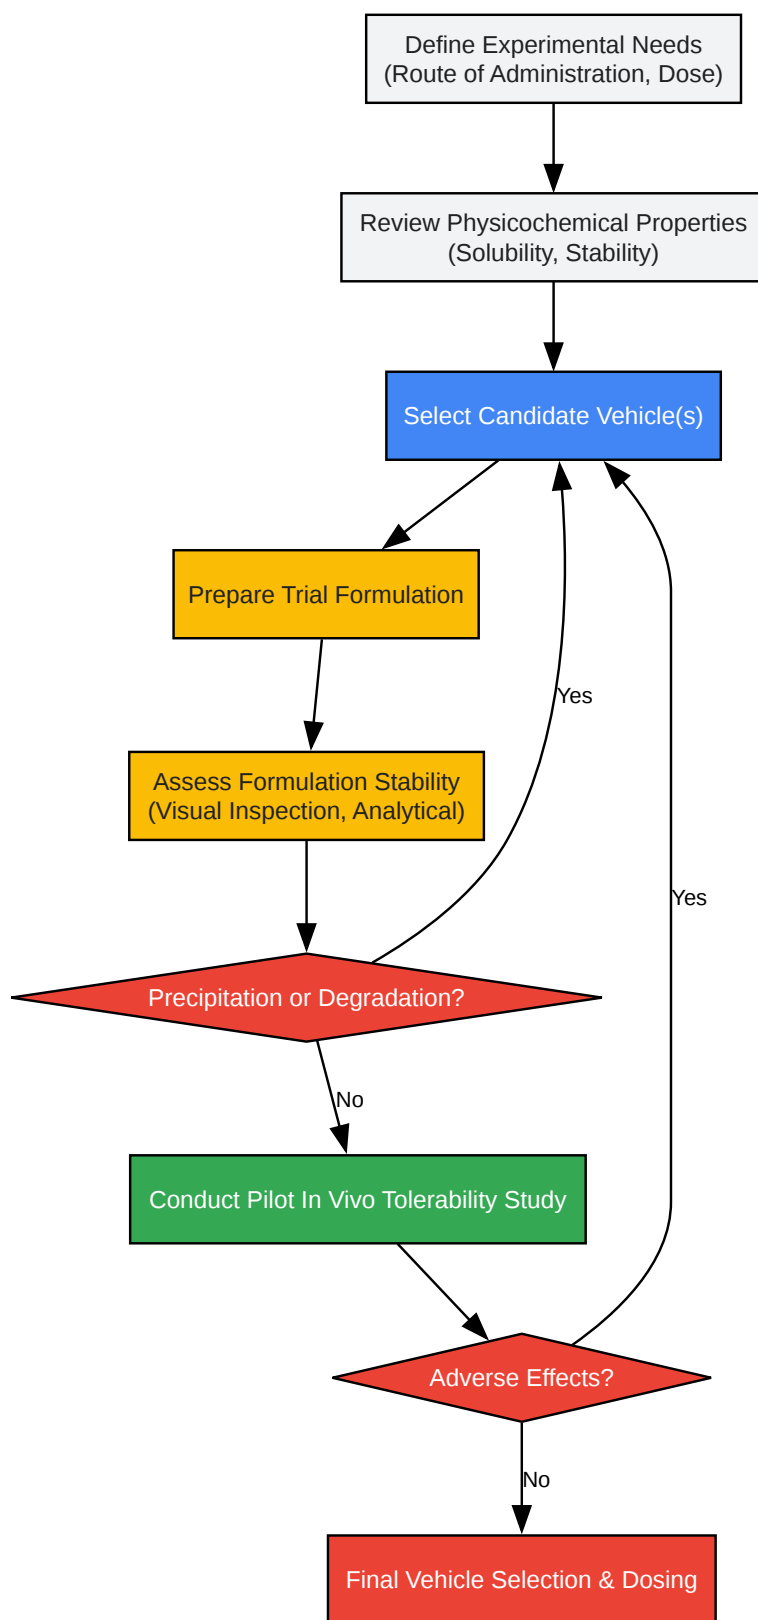 Define Experimental Needs
(Route of Administration, Dose)
Review Physicochemical Properties
(Solubility, Stability)
Select Candidate Vehicle(s)
Prepare Trial Formulation
Yes
Assess Formulation Stability
(Visual Inspection, Analytical)
Yes
Precipitation or Degradation?
No
Conduct Pilot In Vivo Tolerability Study
Adverse Effects?
No
Final Vehicle Selection & Dosing